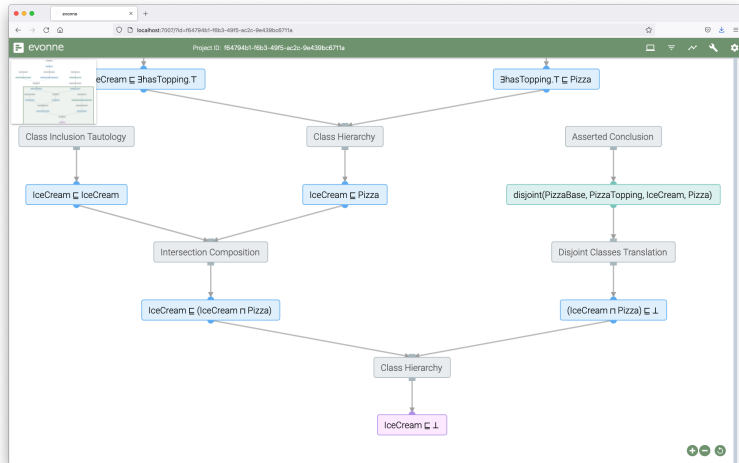 evonne
localhost:7007/?id=f64794b1-f6b3-49f5-ac2c-9e439bc6711a
evonne
Project ID: f64794b1-f6b3-49f5-ac2c-9e439bc6711a
eCream ⊑ ∃hasTopping.⊤
∃hasTopping.⊤ ⊑ Pizza
Class Inclusion Tautology
Class Hierarchy
Asserted Conclusion
IceCream ⊑ IceCream
IceCream ⊑ Pizza
disjoint(PizzaBase, PizzaTopping, IceCream, Pizza)
Intersection Composition
Disjoint Classes Translation
IceCream ⊑ (IceCream ⊓ Pizza)
(IceCream ⊓ Pizza) ⊑ ⊥
Class Hierarchy
IceCream ⊑ ⊥